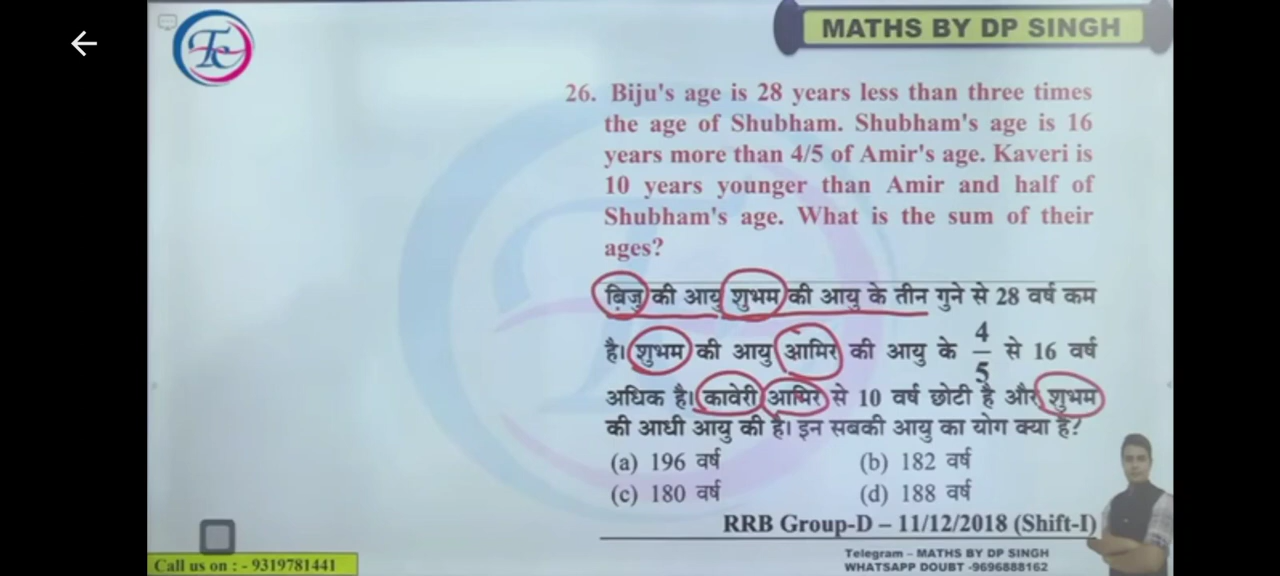 MATHS BY DP SINGH
26. Biju's age is 28 years less than three times
the age of Shubham. Shubham's age is 16
years more than 4/5 of Amir's age. Kaveri is
10 years younger than Amir and half of
Shubham's age. What is the sum of their
ages?
बिजु की आयु शुभम की आयु के तीन गुने से 28 वर्ष कम
है। शुभम की आयु आमिर की आयु के 4/5 से 16 वर्ष
अधिक है। कावेरी आमिर से 10 वर्ष छोटी है और शुभम
की आधी आयु की है। इन सबकी आयु का योग क्या है?
(a) 196 वर्ष (b) 182 वर्ष
(c) 180 वर्ष (d) 188 वर्ष
RRB Group-D – 11/12/2018 (Shift-I)
Call us on : - 9319781441
Telegram – MATHS BY DP SINGH
WHATSAPP DOUBT -9696888162